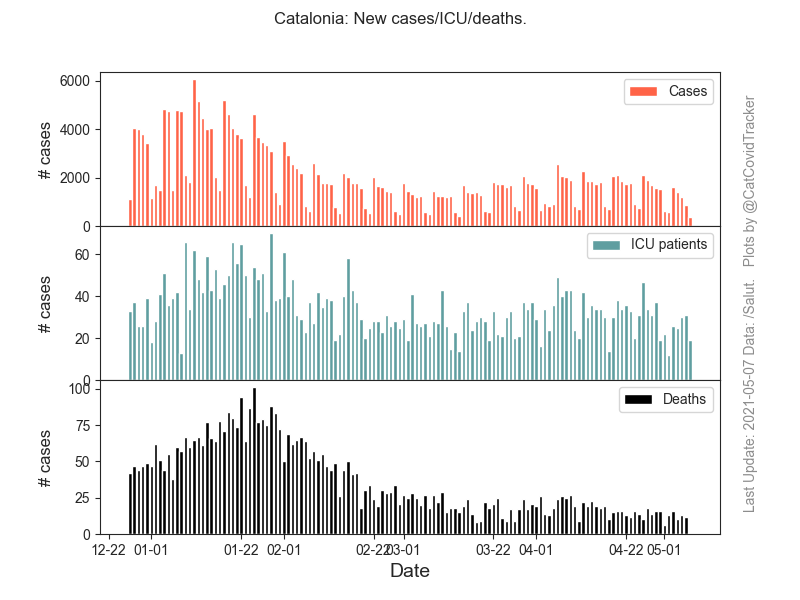 Catalonia: New cases/ICU/deaths.
6000
4000
2000
0
# cases
Cases
60
40
20
0
# cases
ICU patients
100
75
50
25
0
# cases
Deaths
12-22 01-01 01-22 02-01 02-22 03-01 03-22 04-01 04-22 05-01
Date
Last Update: 2021-05-07 Data: /Salut. Plots by @CatCovidTracker